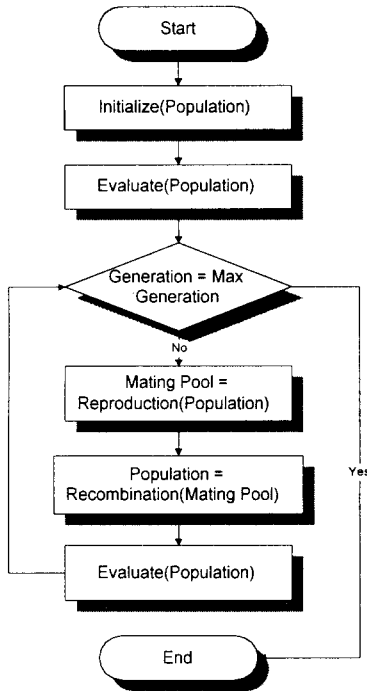 Start
Initialize(Population)
Evaluate(Population)
Generation = Max
Generation
No
Mating Pool =
Reproduction(Population)
Population =
Recombination(Mating Pool)
Yes
Evaluate(Population)
End